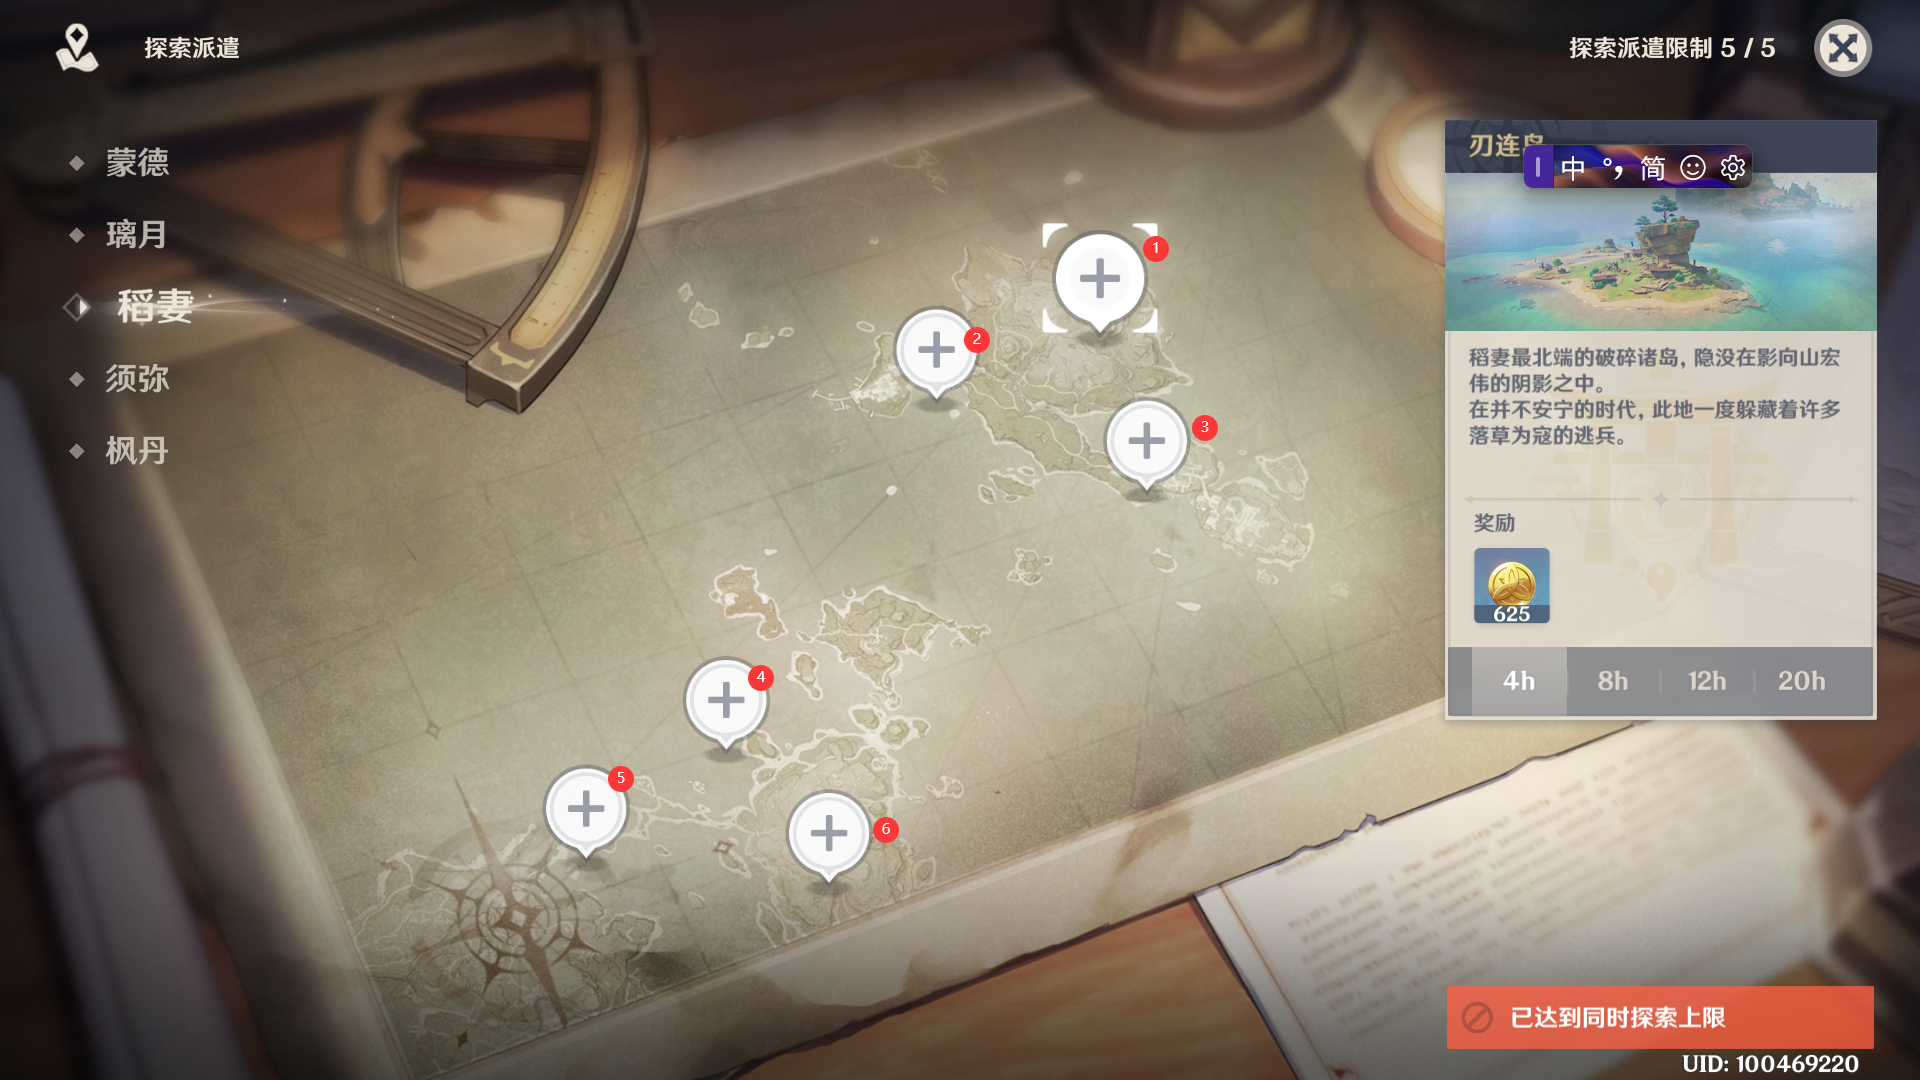 探索派遣
探索派遣限制 5 / 5
蒙德
璃月
稻妻
须弥
枫丹
1
2
3
4
5
6
刃连岛
中 °, 简
稻妻最北端的破碎诸岛, 隐没在影向山宏
伟的阴影之中。
在并不安宁的时代, 此地一度躲藏着许多
落草为寇的逃兵。
奖励
625
4h
8h
12h
20h
已达到同时探索上限
UID: 100469220